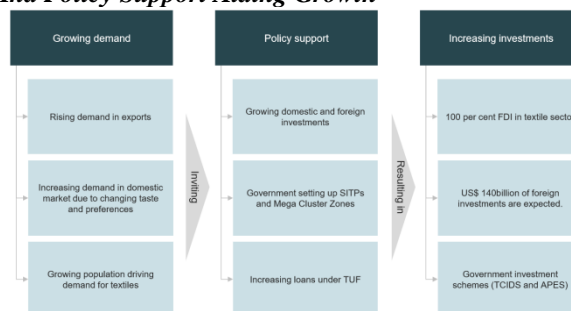 And Policy Support Aiding Growth
Growing demand
Rising demand in exports
Increasing demand in domestic
market due to changing taste
and preferences
Growing population driving
demand for textiles
Inviting
Policy support
Growing domestic and foreign
investments
Government setting up SITPs
and Mega Cluster Zones
Increasing loans under TUF
Resulting in
Increasing investments
100 per cent FDI in textile secto
US$ 140billion of foreign
investments are expected.
Government investment
schemes (TCIDS and APES)